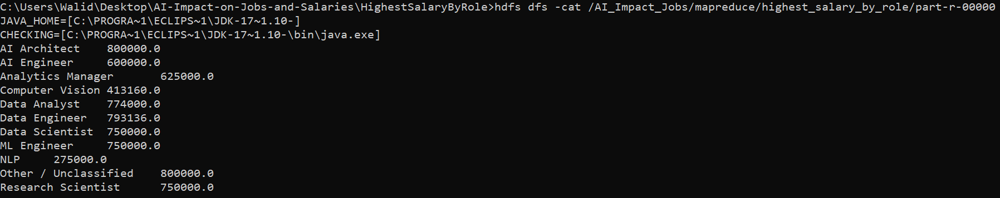 C:\Users\Walid\Desktop\AI-Impact-on-Jobs-and-Salaries\HighestSalaryByRole>hdfs dfs -cat /AI_Impact_Jobs/mapreduce/highest_salary_by_role/part-r-00000
JAVA_HOME=[C:\PROGRA~1\ECLIPS~1\JDK-17~1.10-]
CHECKING=[C:\PROGRA~1\ECLIPS~1\JDK-17~1.10-\bin\java.exe]
AI Architect    800000.0
AI Engineer     600000.0
Analytics Manager       625000.0
Computer Vision 413160.0
Data Analyst    774000.0
Data Engineer   793136.0
Data Scientist  750000.0
ML Engineer     750000.0
NLP     275000.0
Other / Unclassified    800000.0
Research Scientist      750000.0